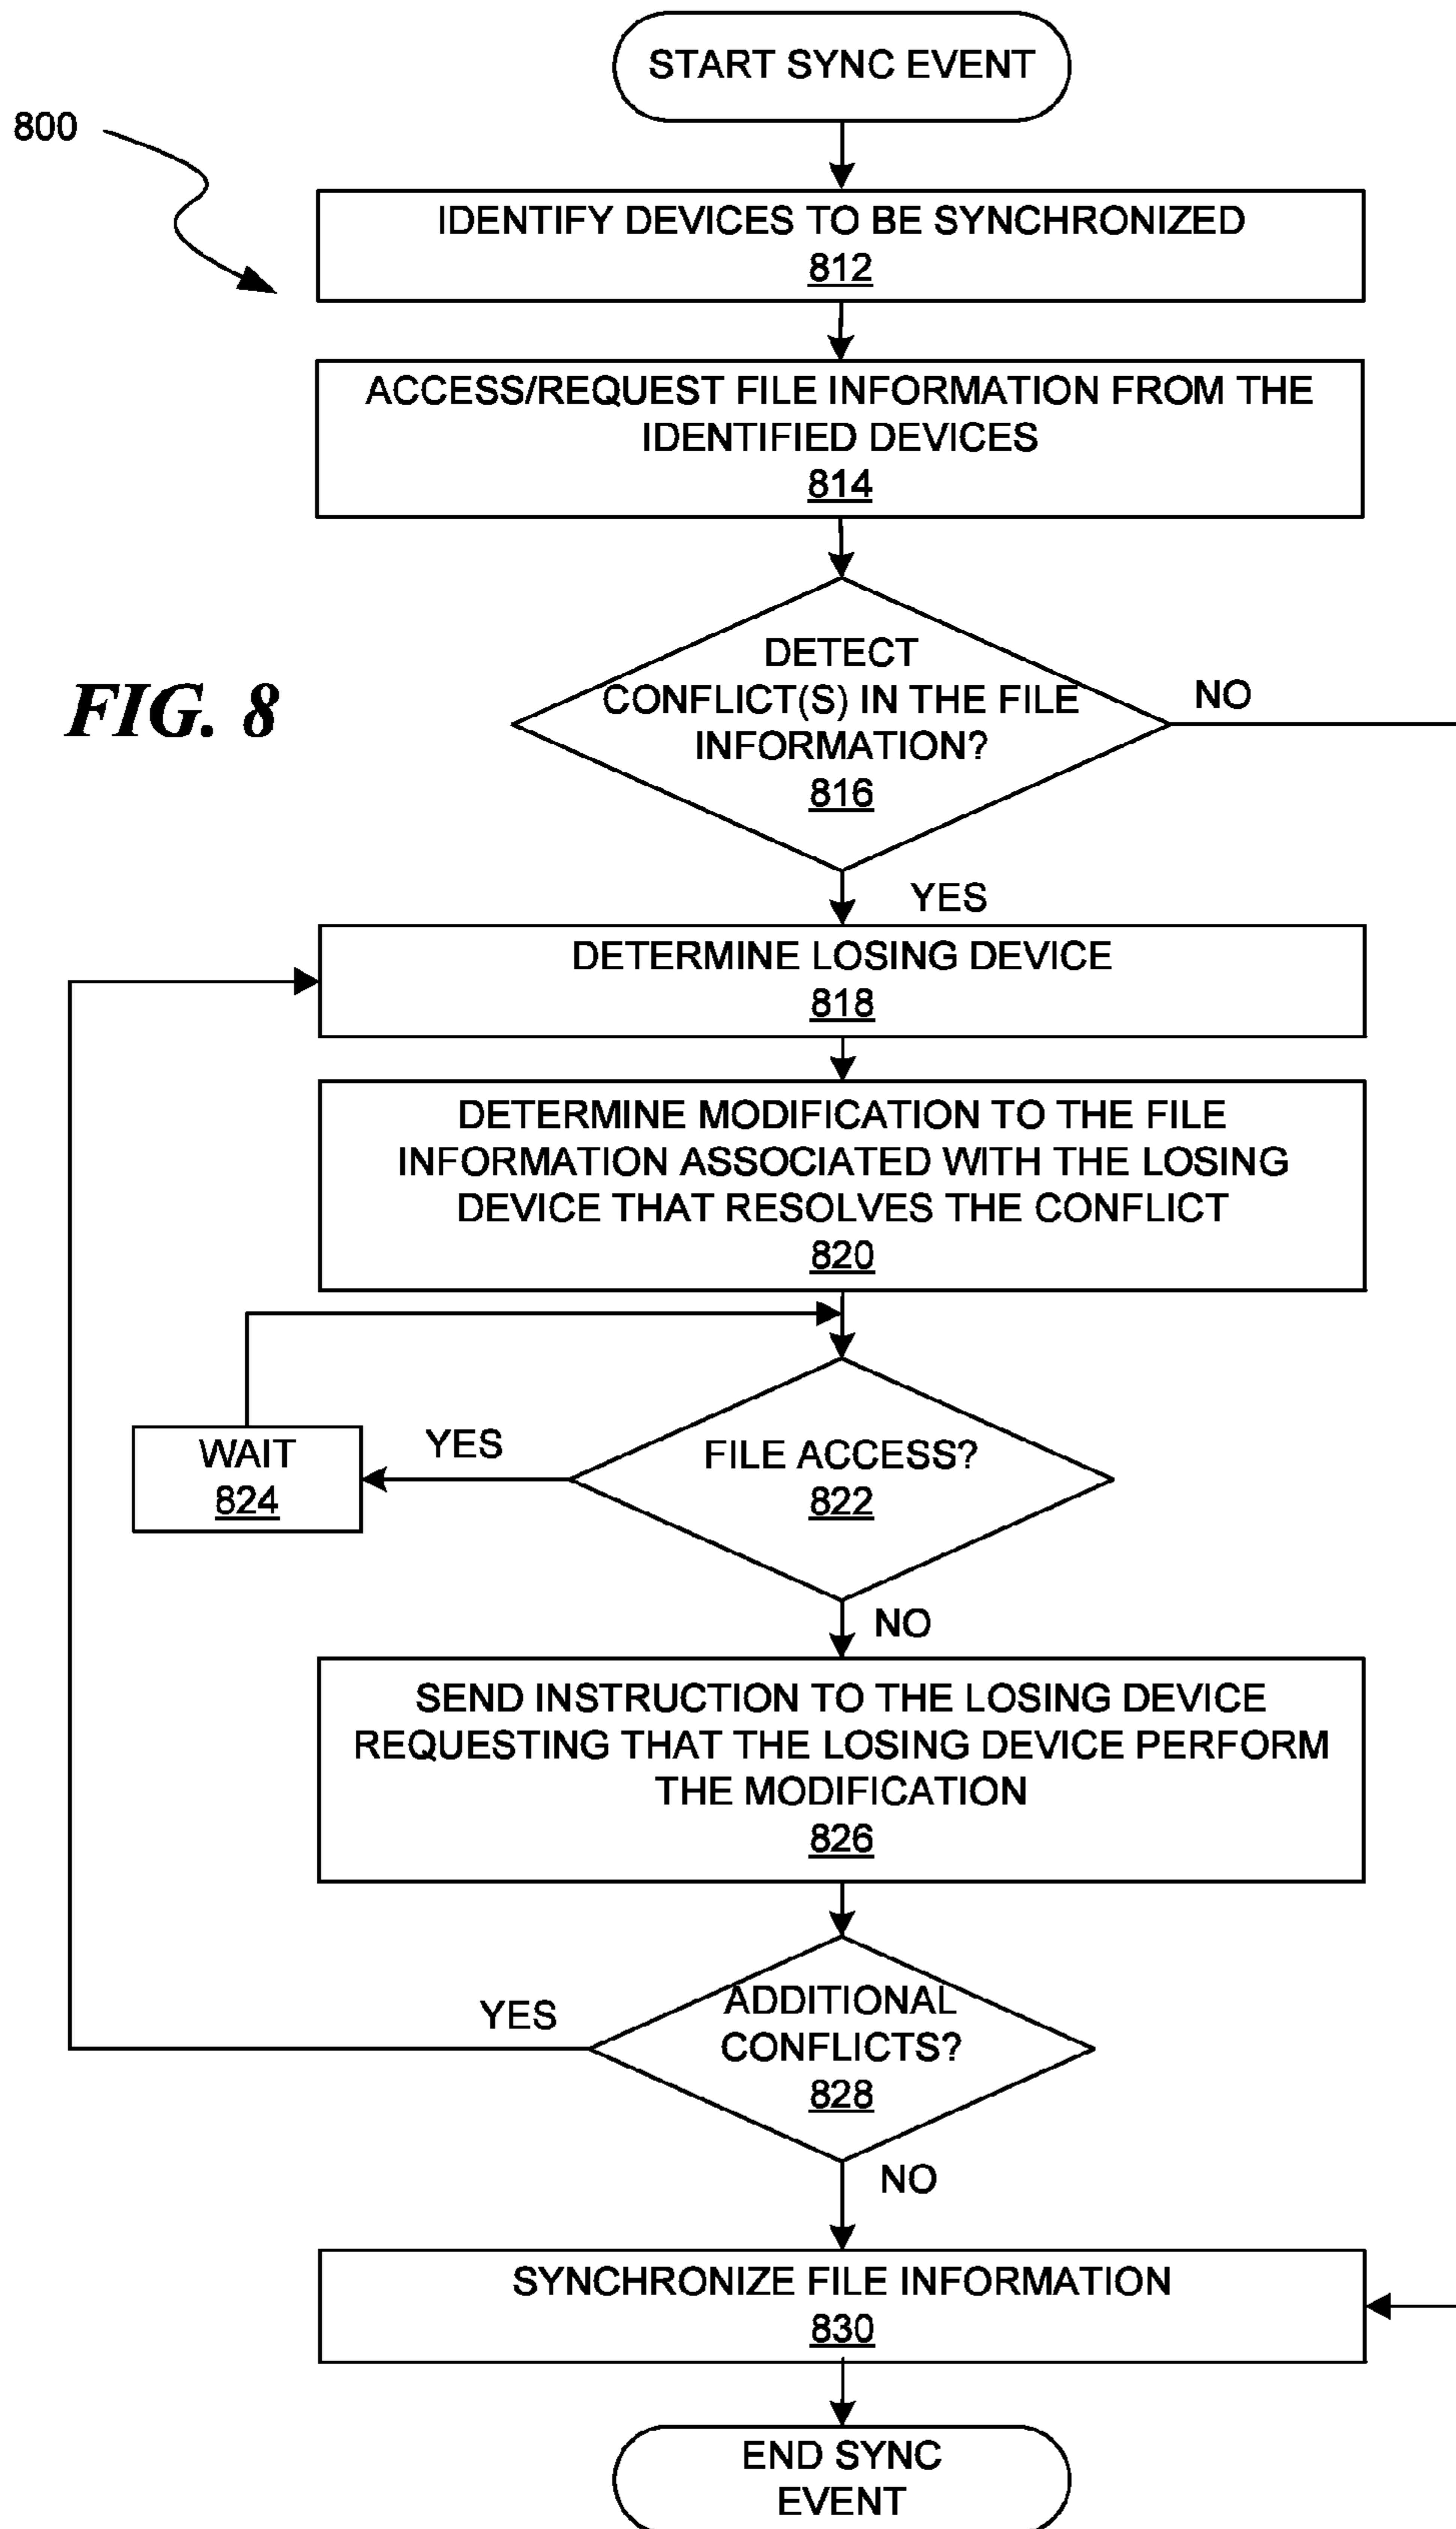 START SYNC EVENT
800
IDENTIFY DEVICES TO BE SYNCHRONIZED
812
ACCESS/REQUEST FILE INFORMATION FROM THE
IDENTIFIED DEVICES
814
DETECT
CONFLICT(S) IN THE FILE
INFORMATION?
816
NO
FIG. 8
YES
DETERMINE LOSING DEVICE
818
DETERMINE MODIFICATION TO THE FILE
INFORMATION ASSOCIATED WITH THE LOSING
DEVICE THAT RESOLVES THE CONFLICT
820
FILE ACCESS?
822
YES
WAIT
824
NO
SEND INSTRUCTION TO THE LOSING DEVICE
REQUESTING THAT THE LOSING DEVICE PERFORM
THE MODIFICATION
826
ADDITIONAL
CONFLICTS?
828
YES
NO
SYNCHRONIZE FILE INFORMATION
830
END SYNC
EVENT